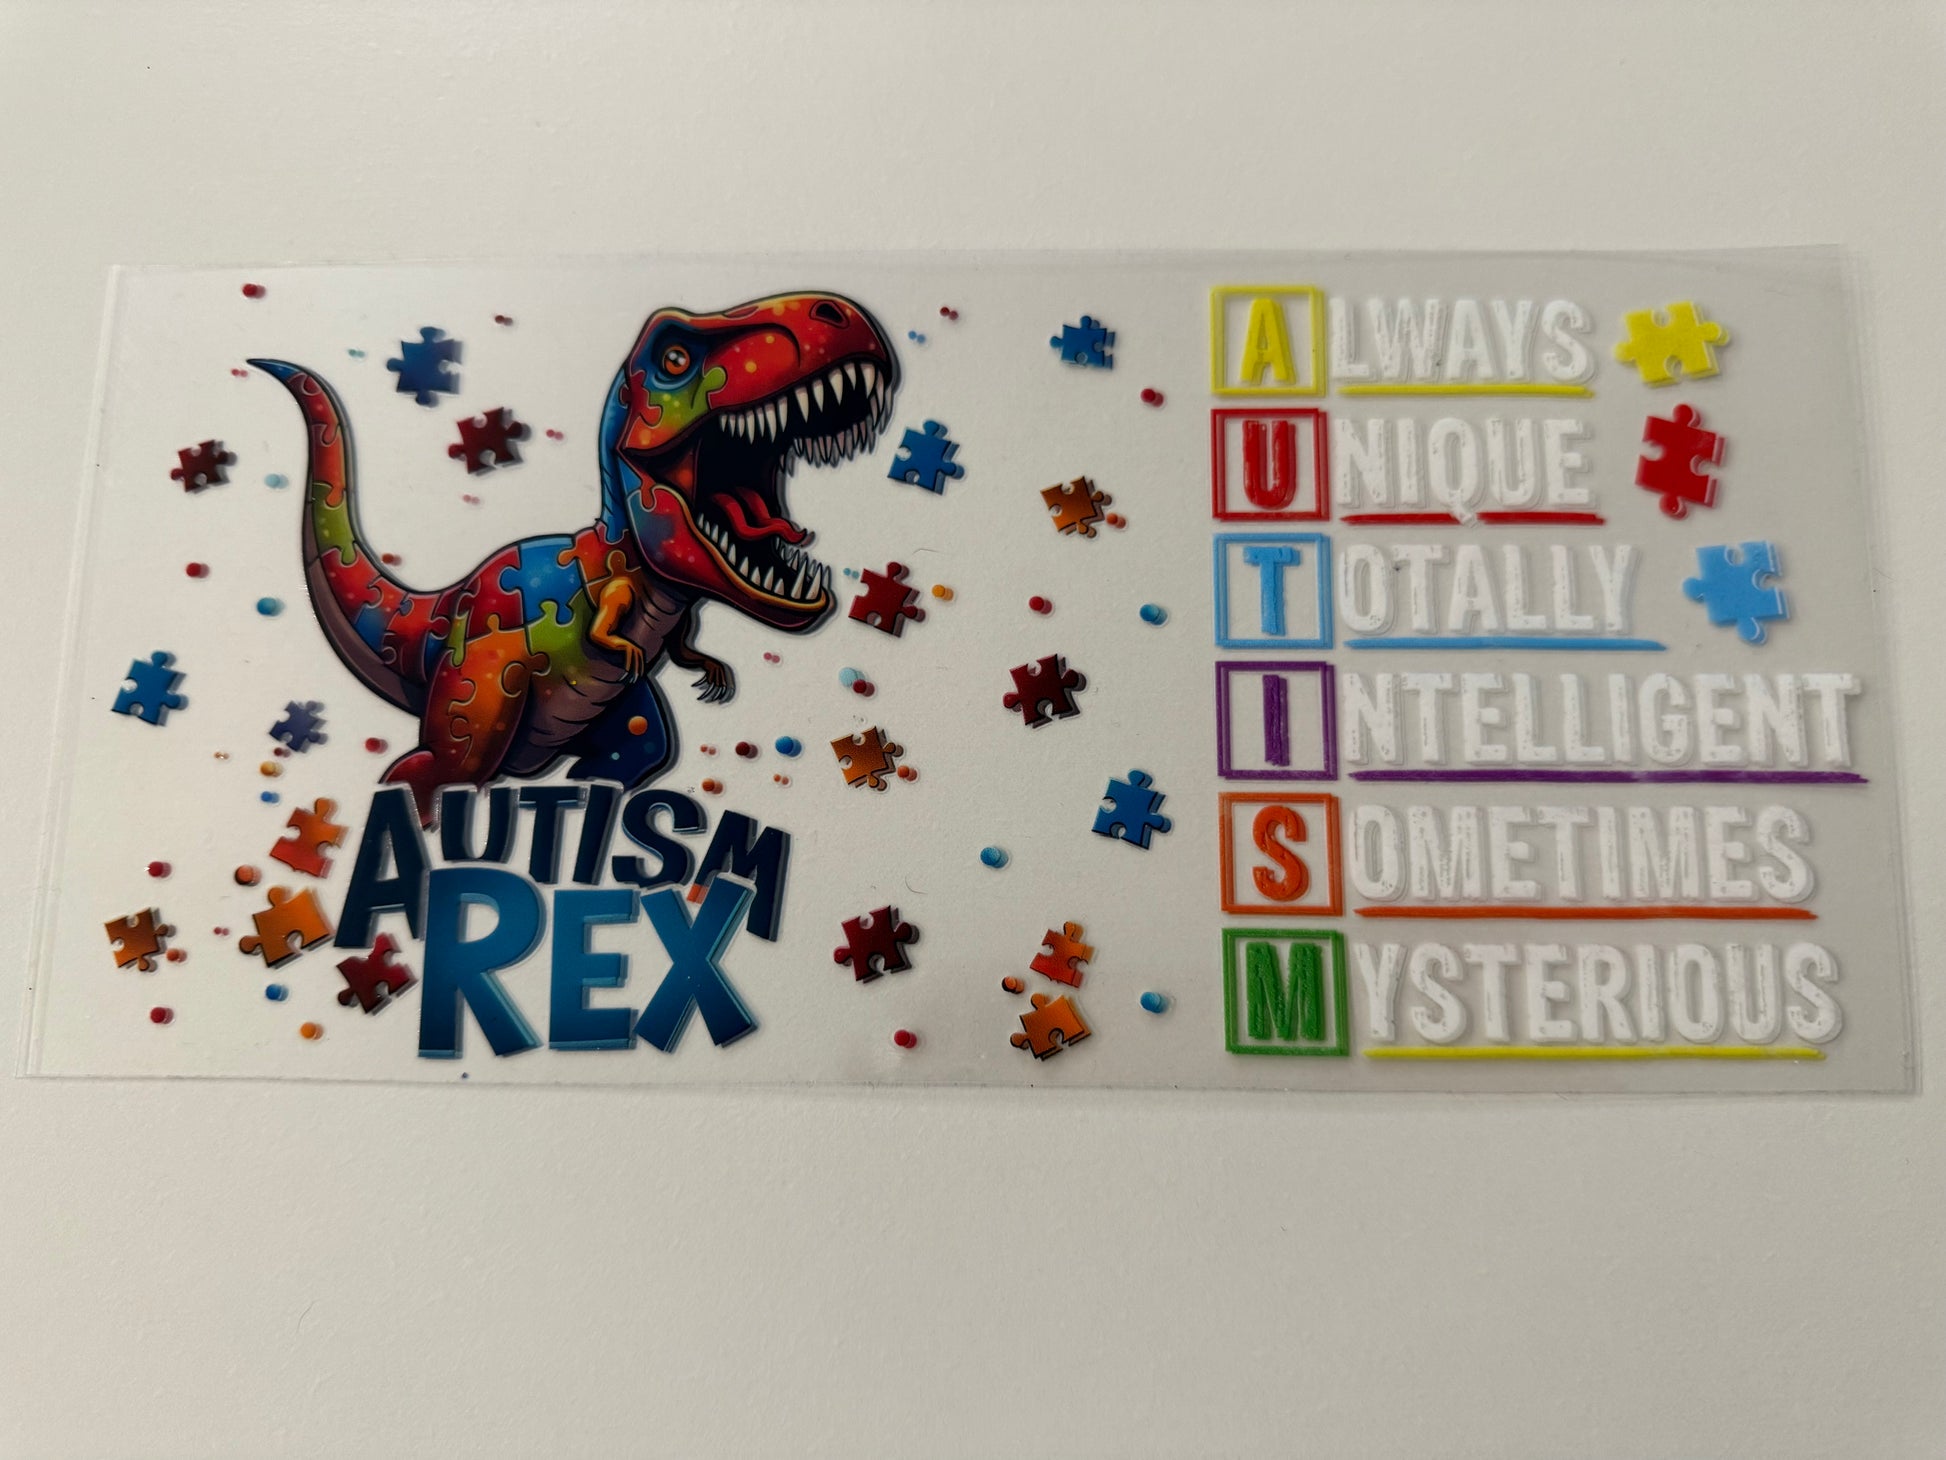 AUTISM
REX
ALWAYS
UNIQUE
TOTALLY
INTELLIGENT
SOMETIMES
MYSTERIOUS